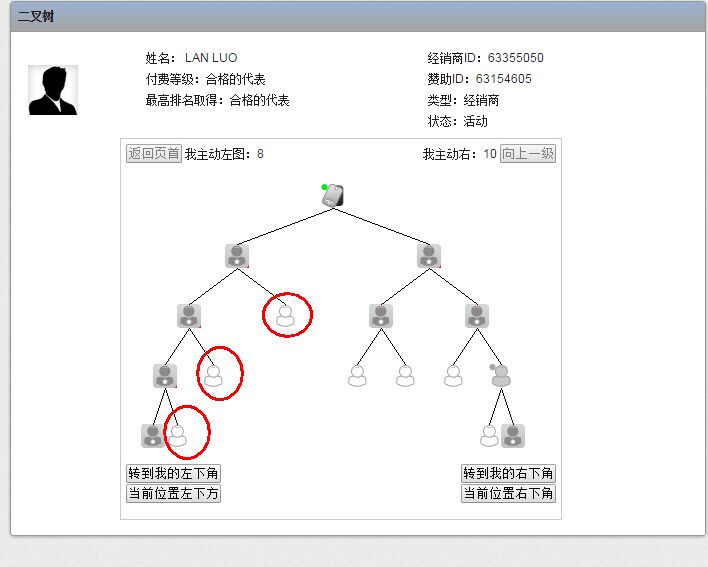 二叉树
姓名： LAN LUO 经销商ID：63355050
付费等级：合格的代表 赞助ID：63154605
最高排名取得：合格的代表 类型：经销商
状态：活动
返回页首 我主动左图：8 我主动右：10 向上一级
转到我的左下角 转到我的右下角
当前位置左下方 当前位置右下角